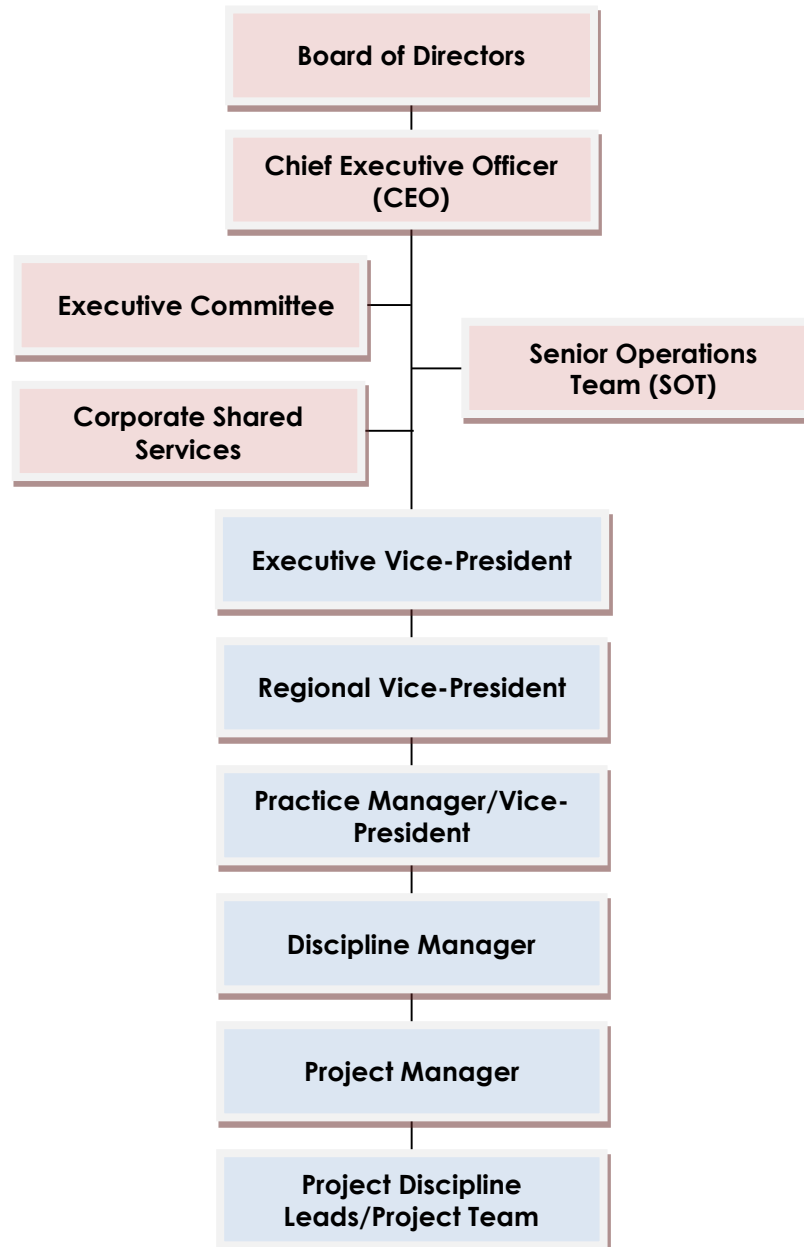 Board of Directors
Chief Executive Officer
(CEO)
Executive Committee
Senior Operations
Team (SOT)
Corporate Shared
Services
Executive Vice-President
Regional Vice-President
Practice Manager/Vice-
President
Discipline Manager
Project Manager
Project Discipline
Leads/Project Team